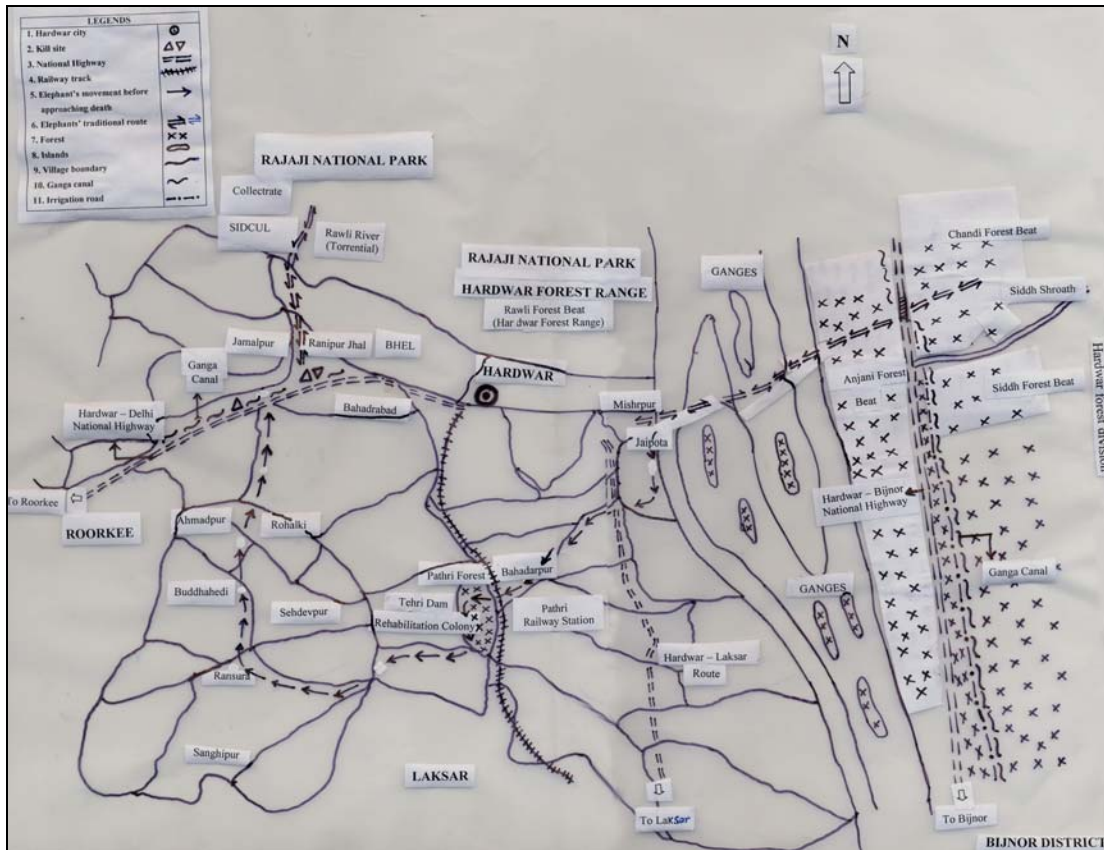 LEGENDS
1. Hardwar city
2. Kill site
3. National Highway
4. Railway track
5. Elephant's movement before
approaching death
6. Elephants' traditional route
7. Forest
8. Islands
9. Village boundary
10. Ganga canal
11. Irrigation road
N
RAJAJI NATIONAL PARK
Collectrate
SIDCUL
Rawli River
(Torrential)
RAJAJI NATIONAL PARK
HARDWAR FOREST RANGE
Rawli Forest Beat
(Har dwar Forest Range)
GANGES
Chandi Forest Beat
Siddh Shroath
Jamalpur
Ranipur Jhal
BHEL
Ganga
Canal
HARDWAR
Anjani Forest
Beat
Siddh Forest Beat
Hardwar forest division
Hardwar – Delhi
National Highway
Bahadrabad
Mishrpur
Jaipota
To Roorkee
ROORKEE
Ahmadpur
Rohalki
Hardwar – Bijnor
National Highway
Pathri Forest
Bahadarpur
Ganga Canal
Buddhahedi
Sehdevpur
Tehri Dam
Rehabilitation Colony
Pathri
Railway Station
GANGES
Ransura
Hardwar – Laksar
Route
Sanghipur
LAKSAR
To Laksar
To Bijnor
BIJNOR DISTRICT